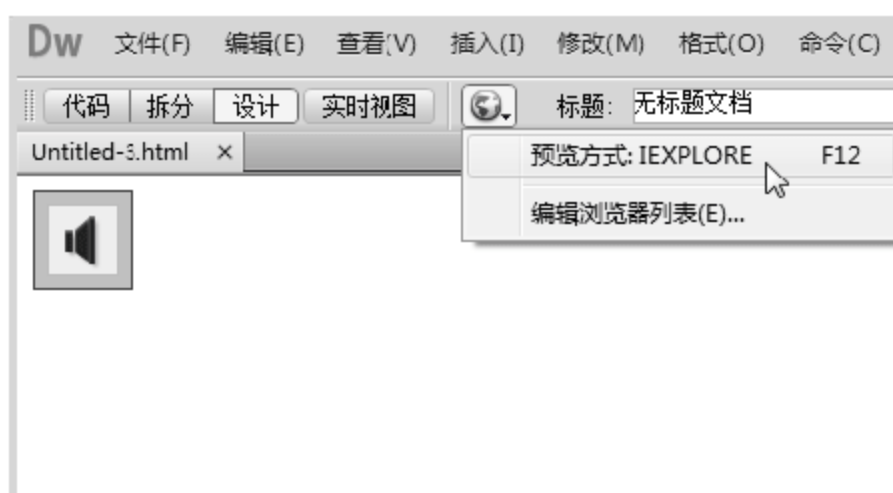 Dw 文件(F) 编辑(E) 查看(V) 插入(I) 修改(M) 格式(O) 命令(C)
代码 拆分 设计 实时视图 标题: 无标题文档
Untitled-3.html ×
预览方式: IEXPLORE F12
编辑浏览器列表(E)...